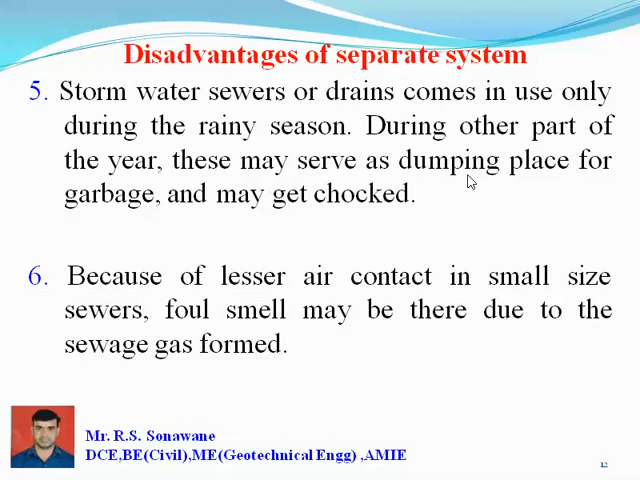 Disadvantages of separate system
5. Storm water sewers or drains comes in use only
during the rainy season. During other part of
the year, these may serve as dumping place for
garbage, and may get chocked.
6. Because of lesser air contact in small size
sewers, foul smell may be there due to the
sewage gas formed.
Mr. R.S. Sonawane
DCE,BE(Civil),ME(Geotechnical Engg) ,AMIE
12